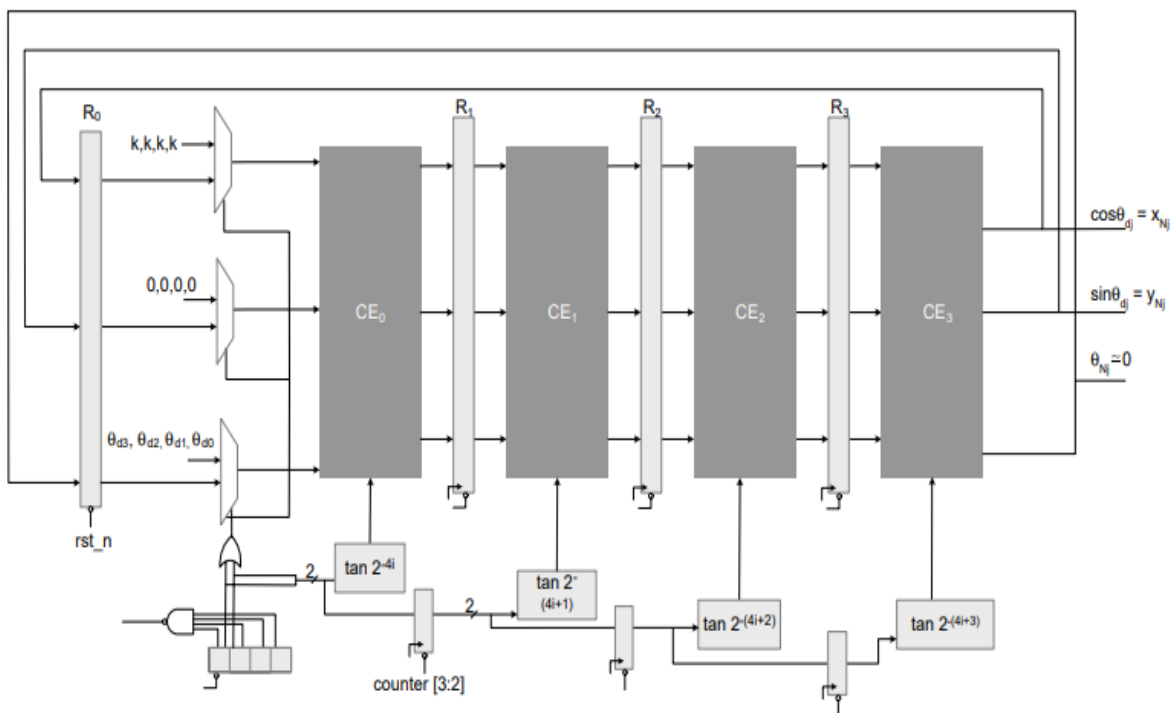 R₀
R₁
R₂
R₃
k,k,k,k
0,0,0,0
θd3, θd2, θd1, θd0
CE₀
CE₁
CE₂
CE₃
cosθdj = xNj
sinθdj = yNj
θNj ≃ 0
rst_n
2
tan 2-4i
2
tan 2-
(4i+1)
tan 2-(4i+2)
tan 2-(4i+3)
counter [3:2]